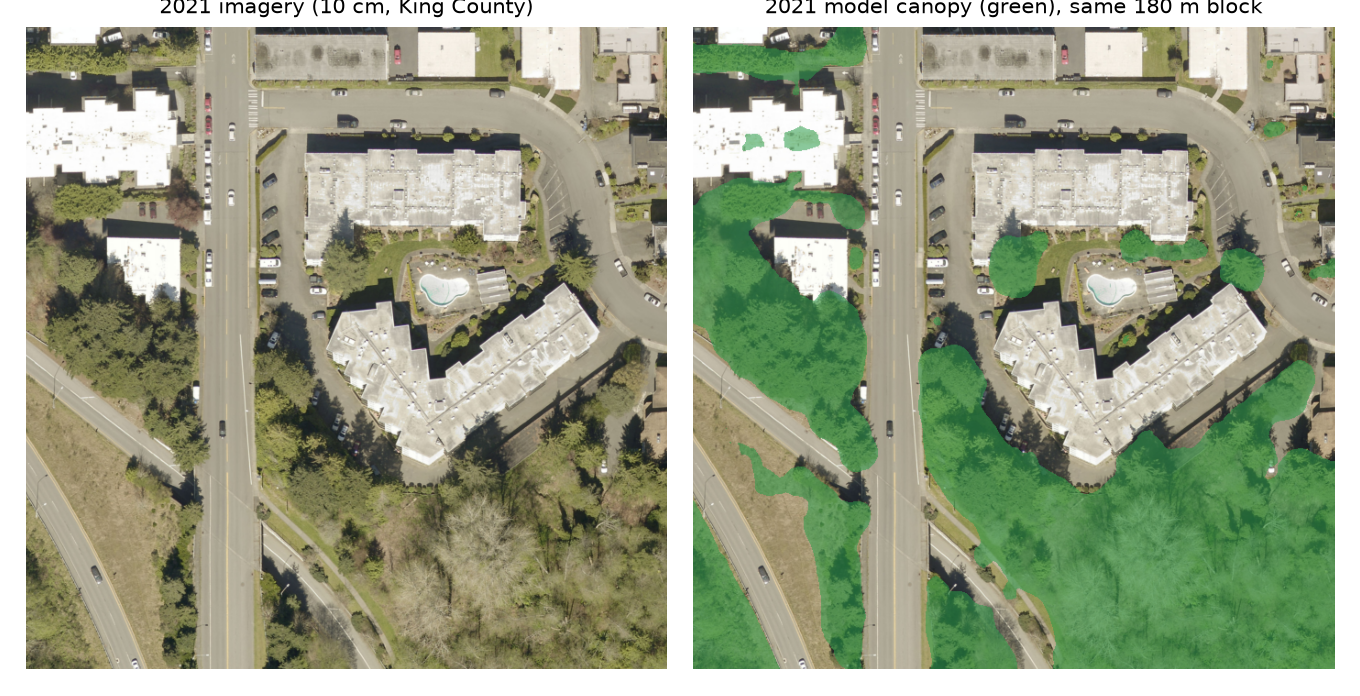 2021 imagery (10 cm, King County)
2021 model canopy (green), same 180 m block